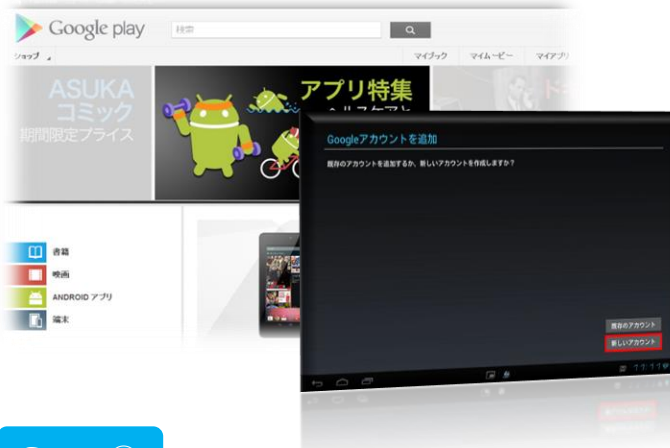 Google play
検索
ショップ
マイブック マイムービー マイアプリ
ASUKA
コミック
期間限定プライス
アプリ特集
ヘルスケアと
Googleアカウントを追加
既存のアカウントを追加するか、新しいアカウントを作成しますか?
書籍
映画
ANDROID アプリ
端末
既存のアカウント
新しいアカウント